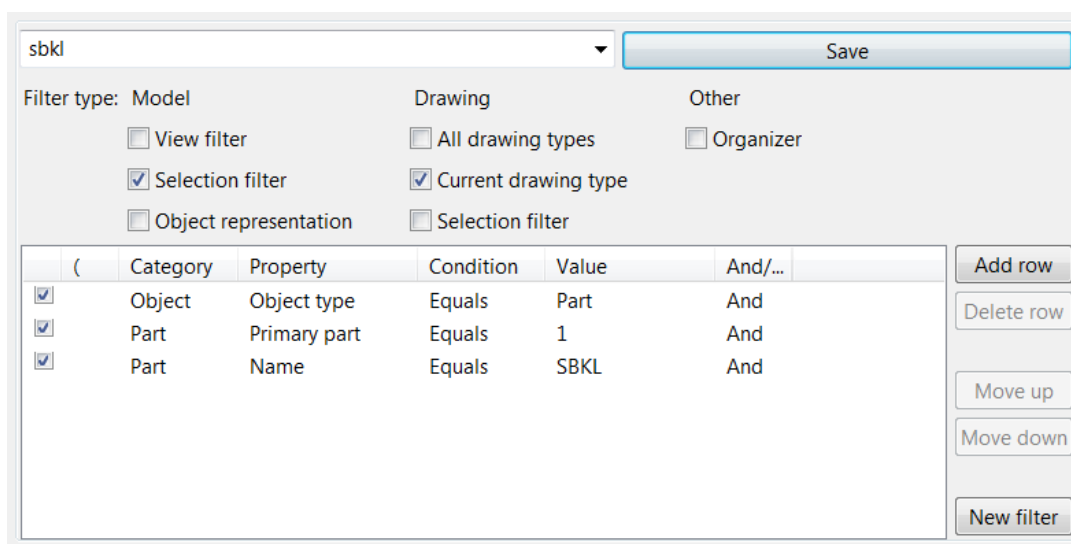 sbkl Save
Filter type: Model Drawing Other
View filter All drawing types Organizer
Selection filter Current drawing type
Object representation Selection filter
( Category Property Condition Value And/... Add row
Object Object type Equals Part And
Delete row
Part Primary part Equals 1 And
Part Name Equals SBKL And
Move up
Move down
New filter